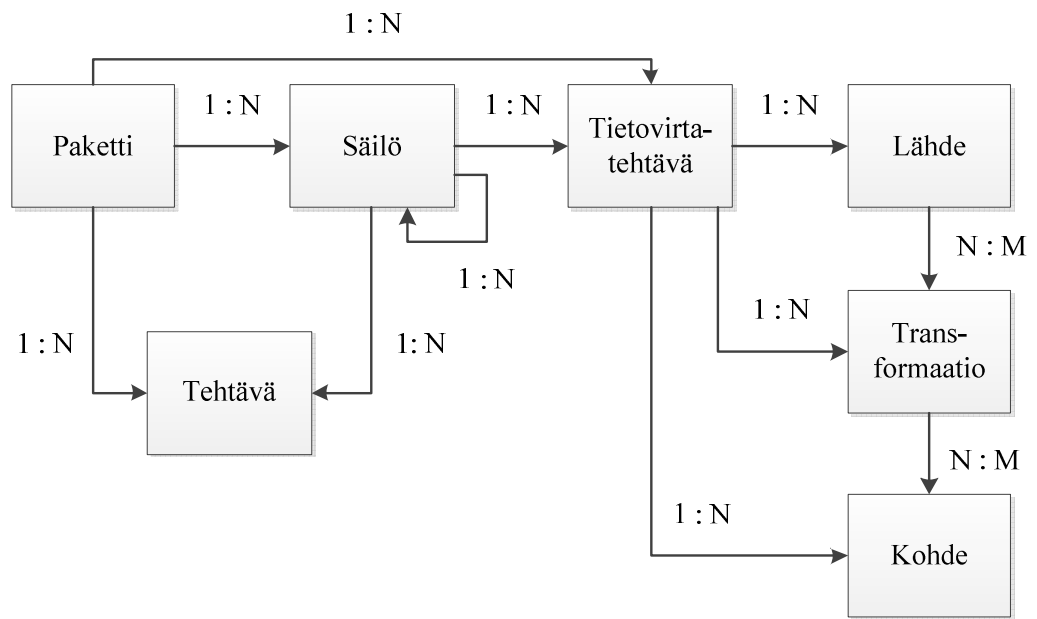 1 : N
1 : N
1 : N
1 : N
Paketti
Säilö
Tietovirta-
tehtävä
Lähde
N : M
1 : N
1 : N
1 : N
1: N
Trans-
formaatio
Tehtävä
N : M
1 : N
Kohde